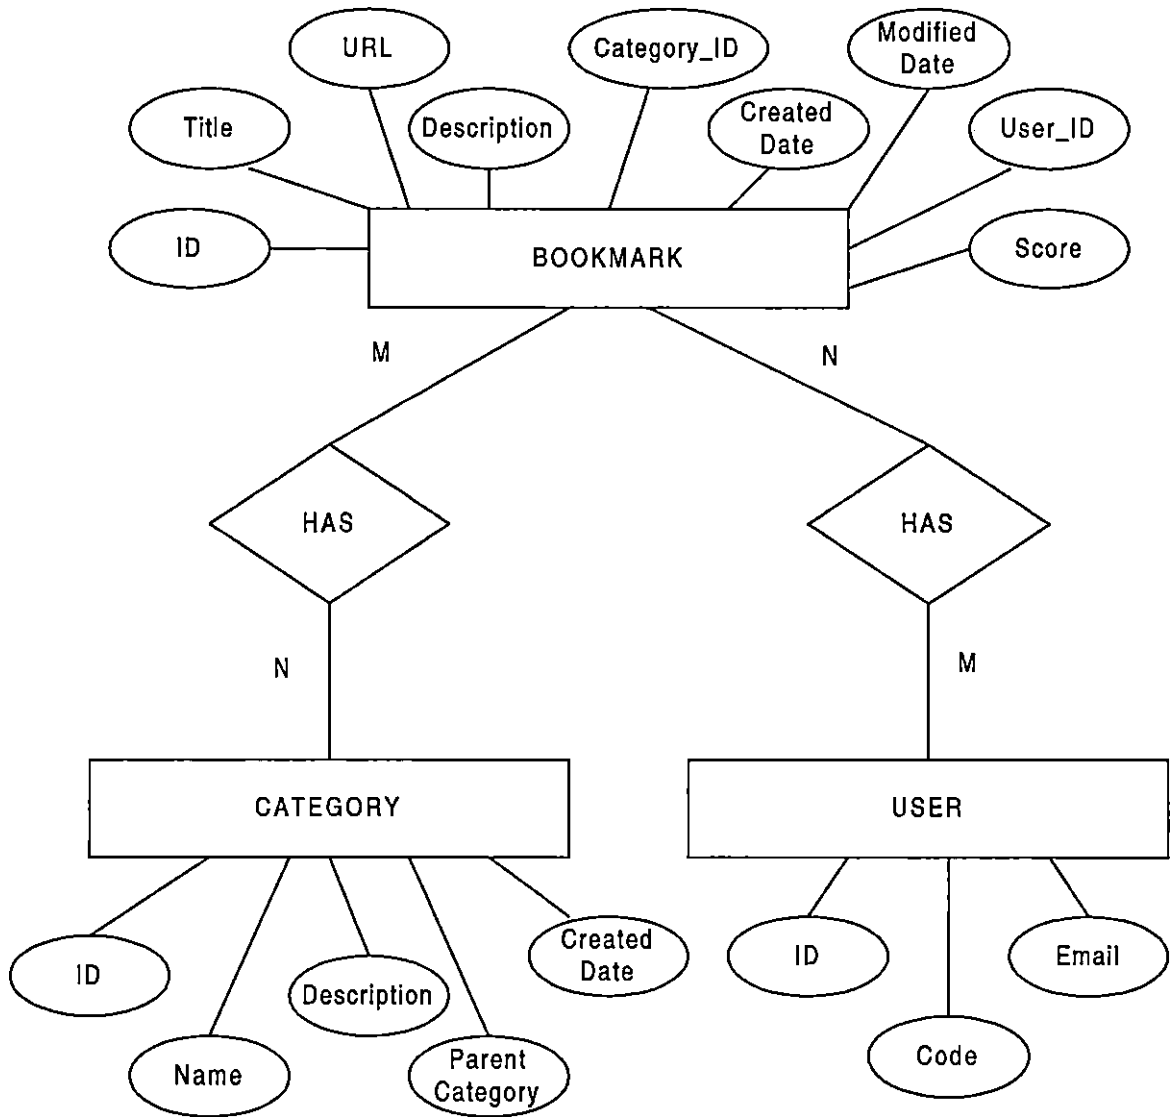 URL
Category_ID
Modified
Date
Title
Description
Created
Date
User_ID
ID
BOOKMARK
Score
M
N
HAS
HAS
N
M
CATEGORY
USER
ID
Name
Description
Parent
Category
Created
Date
ID
Code
Email